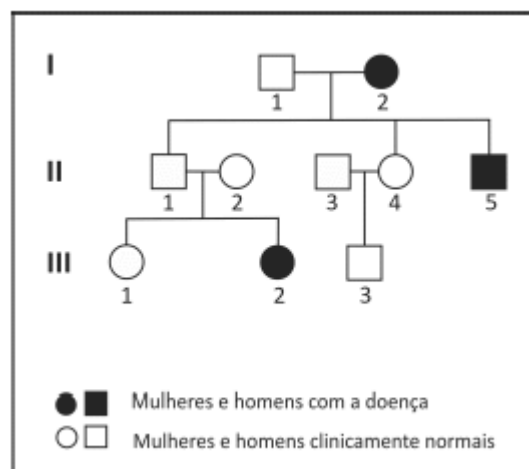 I
1 2
II
1 2 3 4 5
III
1 2 3
Mulheres e homens com a doença
Mulheres e homens clinicamente normais